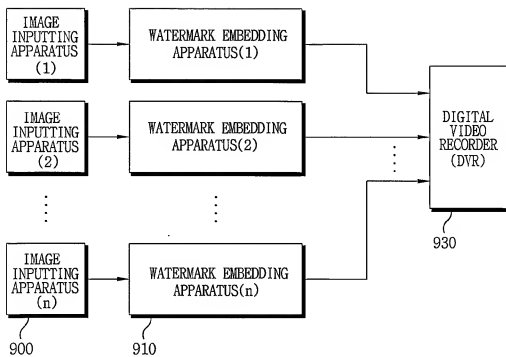 IMAGE
INPUTTING
APPARATUS
(1)
WATERMARK EMBEDDING
APPARATUS(1)
IMAGE
INPUTTING
APPARATUS
(2)
WATERMARK EMBEDDING
APPARATUS(2)
DIGITAL
VIDEO
RECORDER
(DVR)
930
IMAGE
INPUTTING
APPARATUS
(n)
WATERMARK EMBEDDING
APPARATUS(n)
900
910